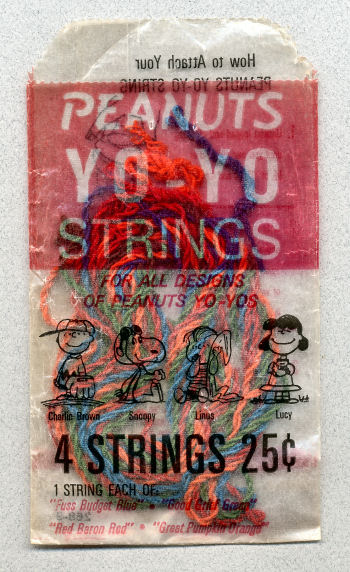 How to Attach Your
PEANUTS YO-YO STRING
PEANUTS
YO-YO
STRINGS
FOR ALL DESIGNS
OF PEANUTS YO-YOS
Charlie Brown Snoopy Linus Lucy
4 STRINGS 25¢
1 STRING EACH OF:
"Fuss Budget Blue" • "Good Grief Green"
"Red Baron Red" • "Great Pumpkin Orange"